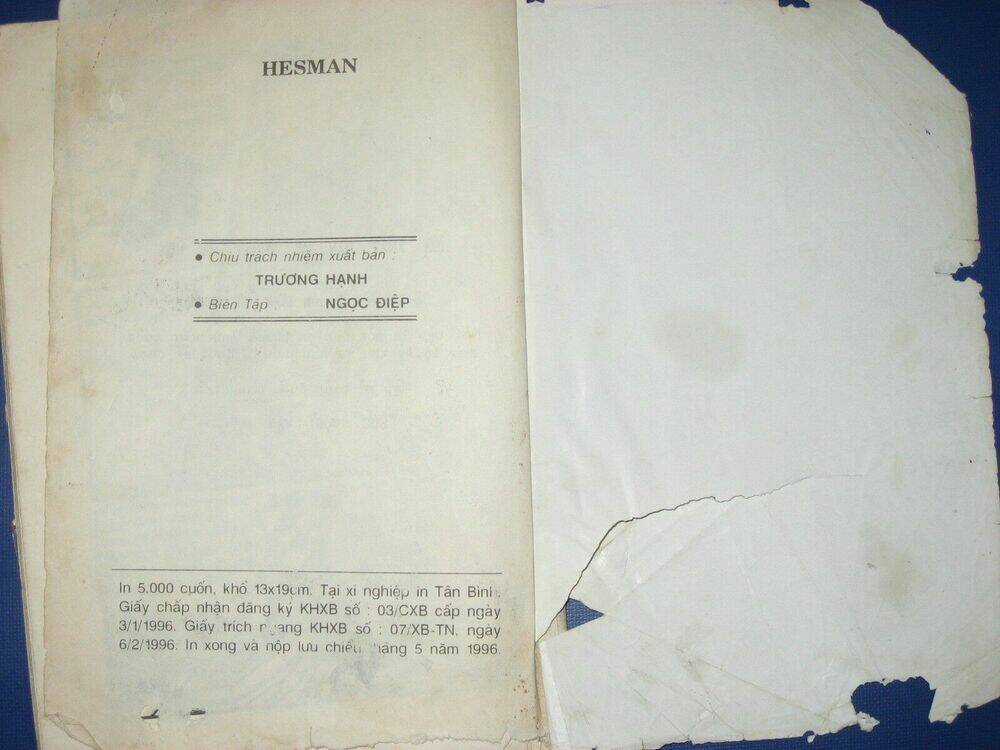 HESMAN
● Chịu trách nhiệm xuất bản :
TRƯƠNG HẠNH
● Biên Tập NGỌC ĐIỆP
In 5.000 cuốn, khổ 13x19cm. Tại xí nghiệp in Tân Bình.
Giấy chấp nhận đăng ký KHXB số : 03/CXB cấp ngày
3/1/1996. Giấy trích ngang KHXB số : 07/XB-TN, ngày
6/2/1996. In xong và nộp lưu chiểu tháng 5 năm 1996.